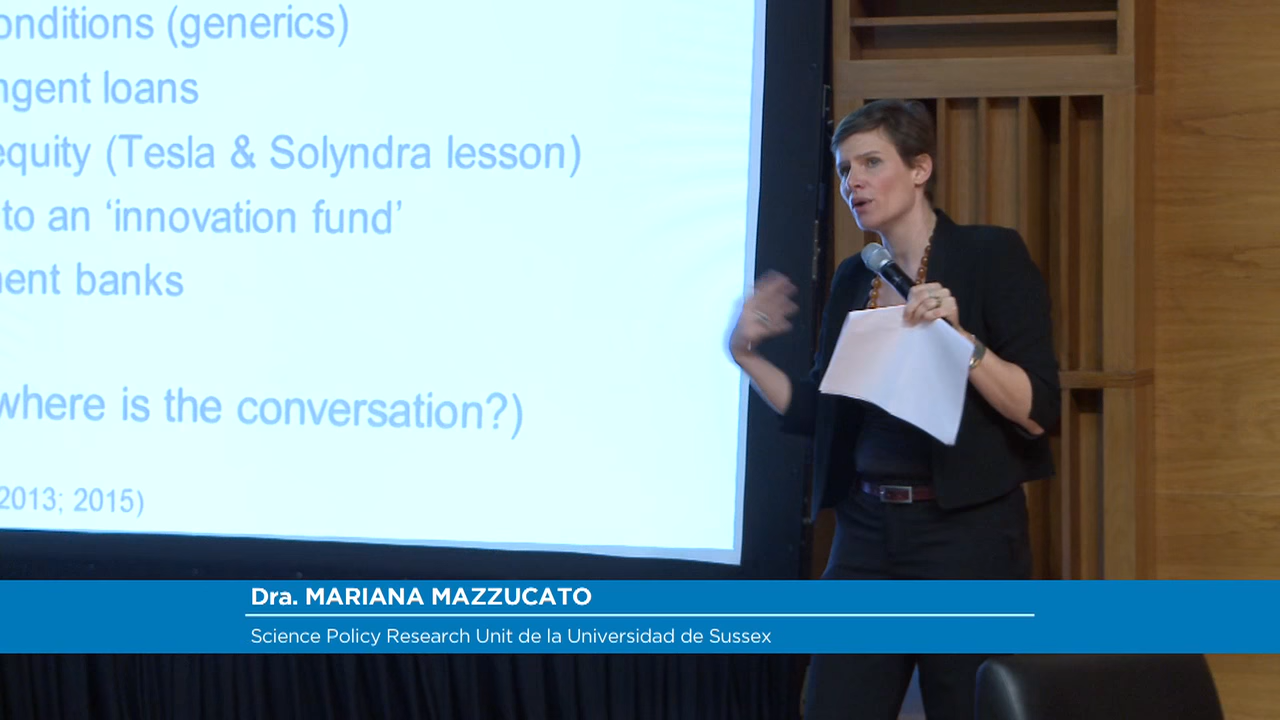 onditions (generics)
ngent loans
equity (Tesla & Solyndra lesson)
to an ‘innovation fund’
ent banks
where is the conversation?)
2013; 2015)
Dra. MARIANA MAZZUCATO
Science Policy Research Unit de la Universidad de Sussex